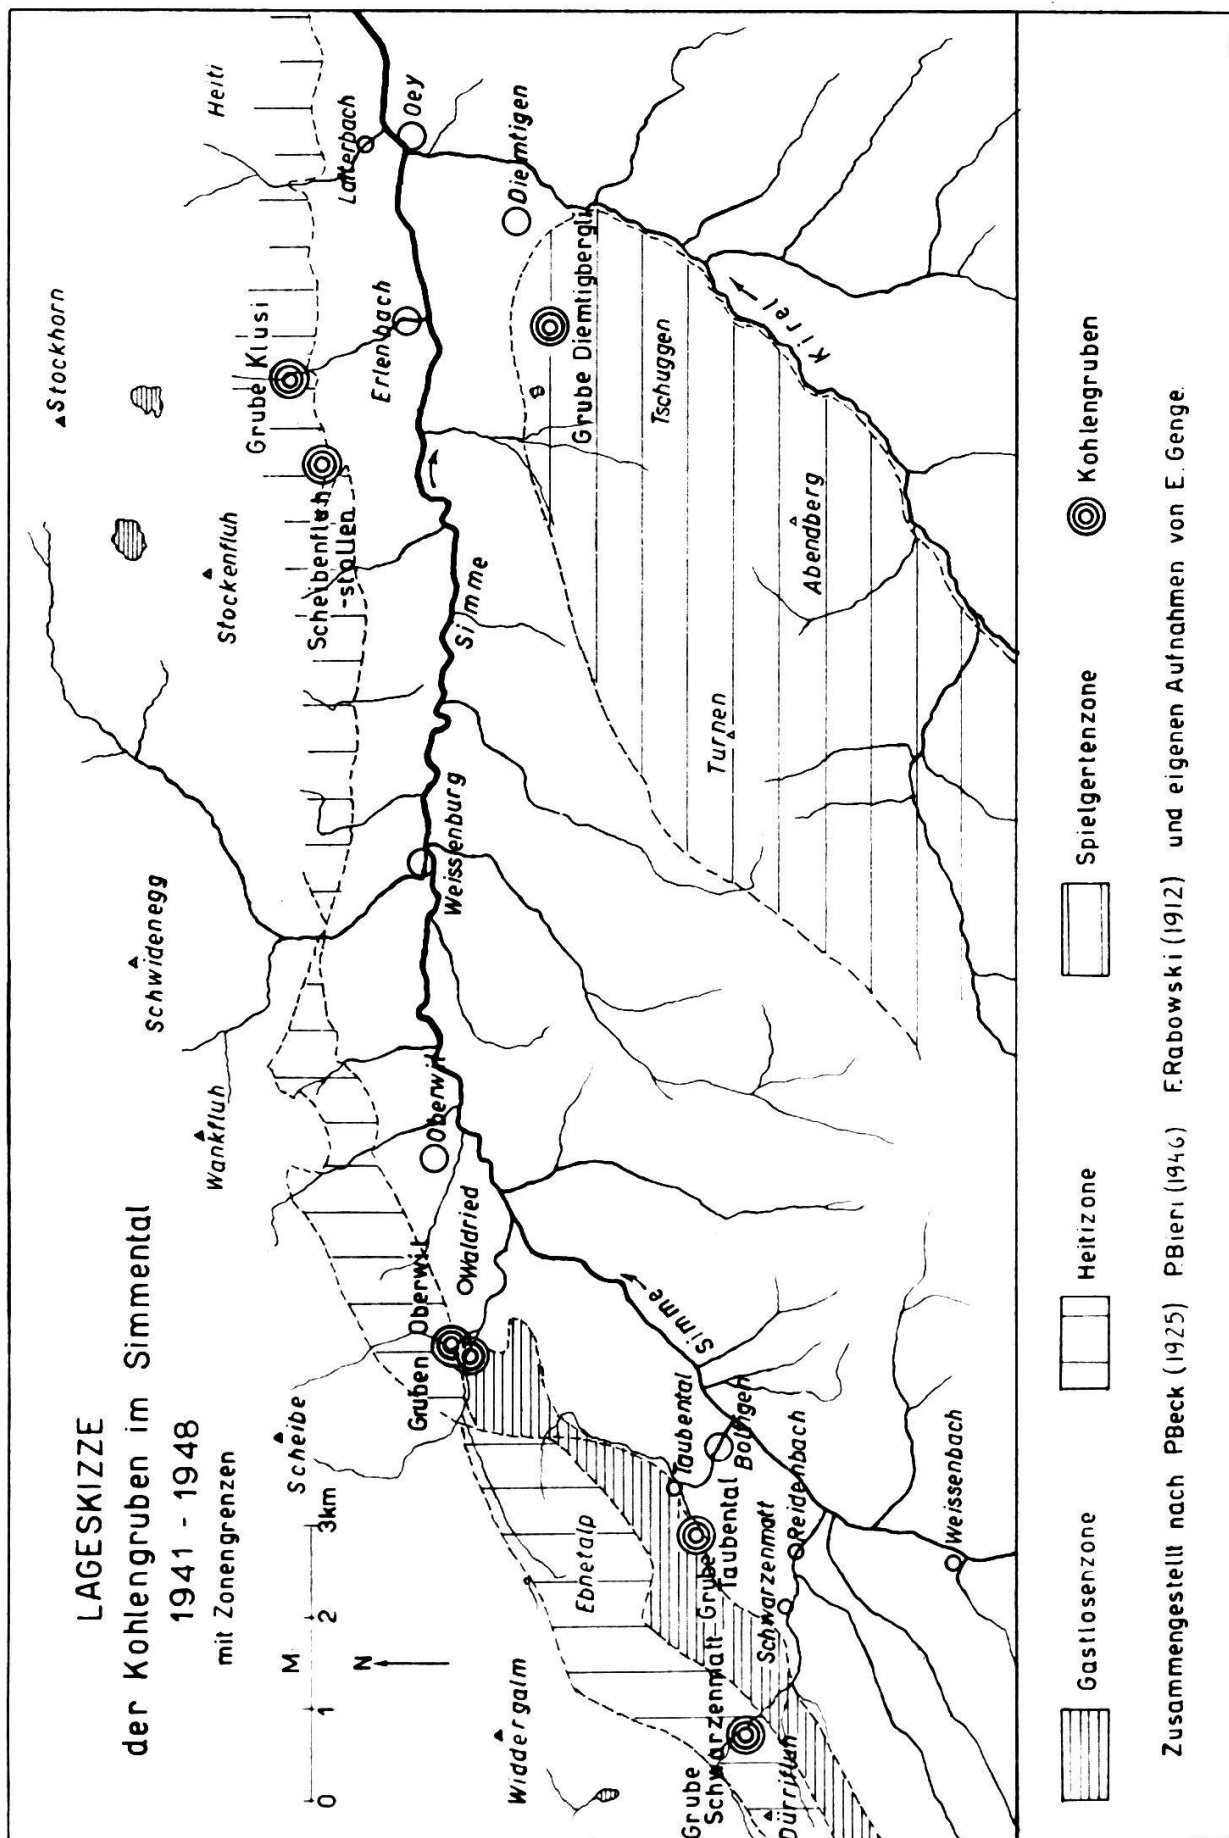 LAGESKIZZE
der Kohlengruben im Simmental
1941 - 1948
mit Zonengrenzen
M
0
1
2
3km
N
Stockhorn
Heiti
Stockenfluh
Schwidenegg
Wankfluh
Scheibe
Widdergalm
Grube Klusi
Scheibenfluh
-stollen
Latterbach
Oey
Erlenbach
Diemtigen
Grube Diemtigbergli
Tschuggen
Kirrel
Abendberg
Turnen
Simme
Weissenburg
Oberwil
Waldried
Gruben Oberwil
Simme
Ebnetalp
Taubental
Boltigen
Grube
Taubental
Reidenbach
Schwarzenmatt
Weissenbach
Grube
Schwarzenmatt
Dürrifluh
Gastlosenzone
Heitizone
Spielgertenzone
Kohlengruben
Zusammengestellt nach P.Beck (1925) P.Bieri (1946) F.Rabowski (1912) und eigenen Aufnahmen von E. Genge.